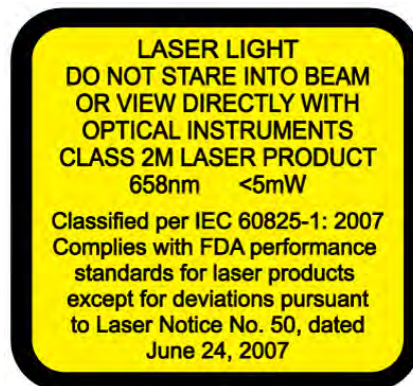 LASER LIGHT
DO NOT STARE INTO BEAM
OR VIEW DIRECTLY WITH
OPTICAL INSTRUMENTS
CLASS 2M LASER PRODUCT
658nm <5mW
Classified per IEC 60825-1: 2007
Complies with FDA performance
standards for laser products
except for deviations pursuant
to Laser Notice No. 50, dated
June 24, 2007